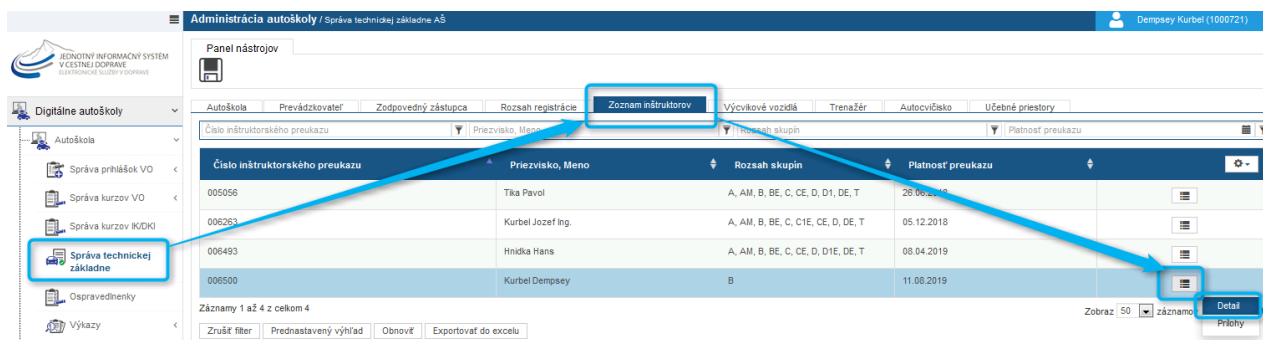 Administrácia autoškoly / Správa technickej základne AŠ
Dempsey Kurbel (1000721)
JEDNOTNÝ INFORMAČNÝ SYSTÉM
V CESTNEJ DOPRAVE
ELEKTRONICKÉ SLUŽBY V DOPRAVE
Panel nástrojov
Digitálne autoškoly
Autoškola
Správa prihlášok VO
Správa kurzov VO
Správa kurzov IK/DKI
Správa technickej
základne
Ospravedlnenky
Výkazy
Autoškola Prevádzkovateľ Zodpovedný zástupca Rozsah registrácie Zoznam inštruktorov Výcvikové vozidlá Trenažér Autocvičisko Učebné priestory
Číslo inštruktorského preukazu Priezvisko, Meno Rozsah skupín Platnosť preukazu
Číslo inštruktorského preukazu Priezvisko, Meno Rozsah skupín Platnosť preukazu
005056 Tika Pavol A, AM, B, BE, C, CE, D, D1, DE, T 26.06.2018
006263 Kurbel Jozef Ing. A, AM, B, BE, C, C1E, CE, D, DE, T 05.12.2018
006493 Hnidka Hans A, AM, B, BE, C, CE, D, D1E, DE, T 08.04.2019
006500 Kurbel Dempsey B 11.08.2019
Záznamy 1 až 4 z celkom 4
Zobraz 50 záznamo
Detail
Prílohy
Zrušiť filter Prednastavený výhľad Obnoviť Exportovať do excelu